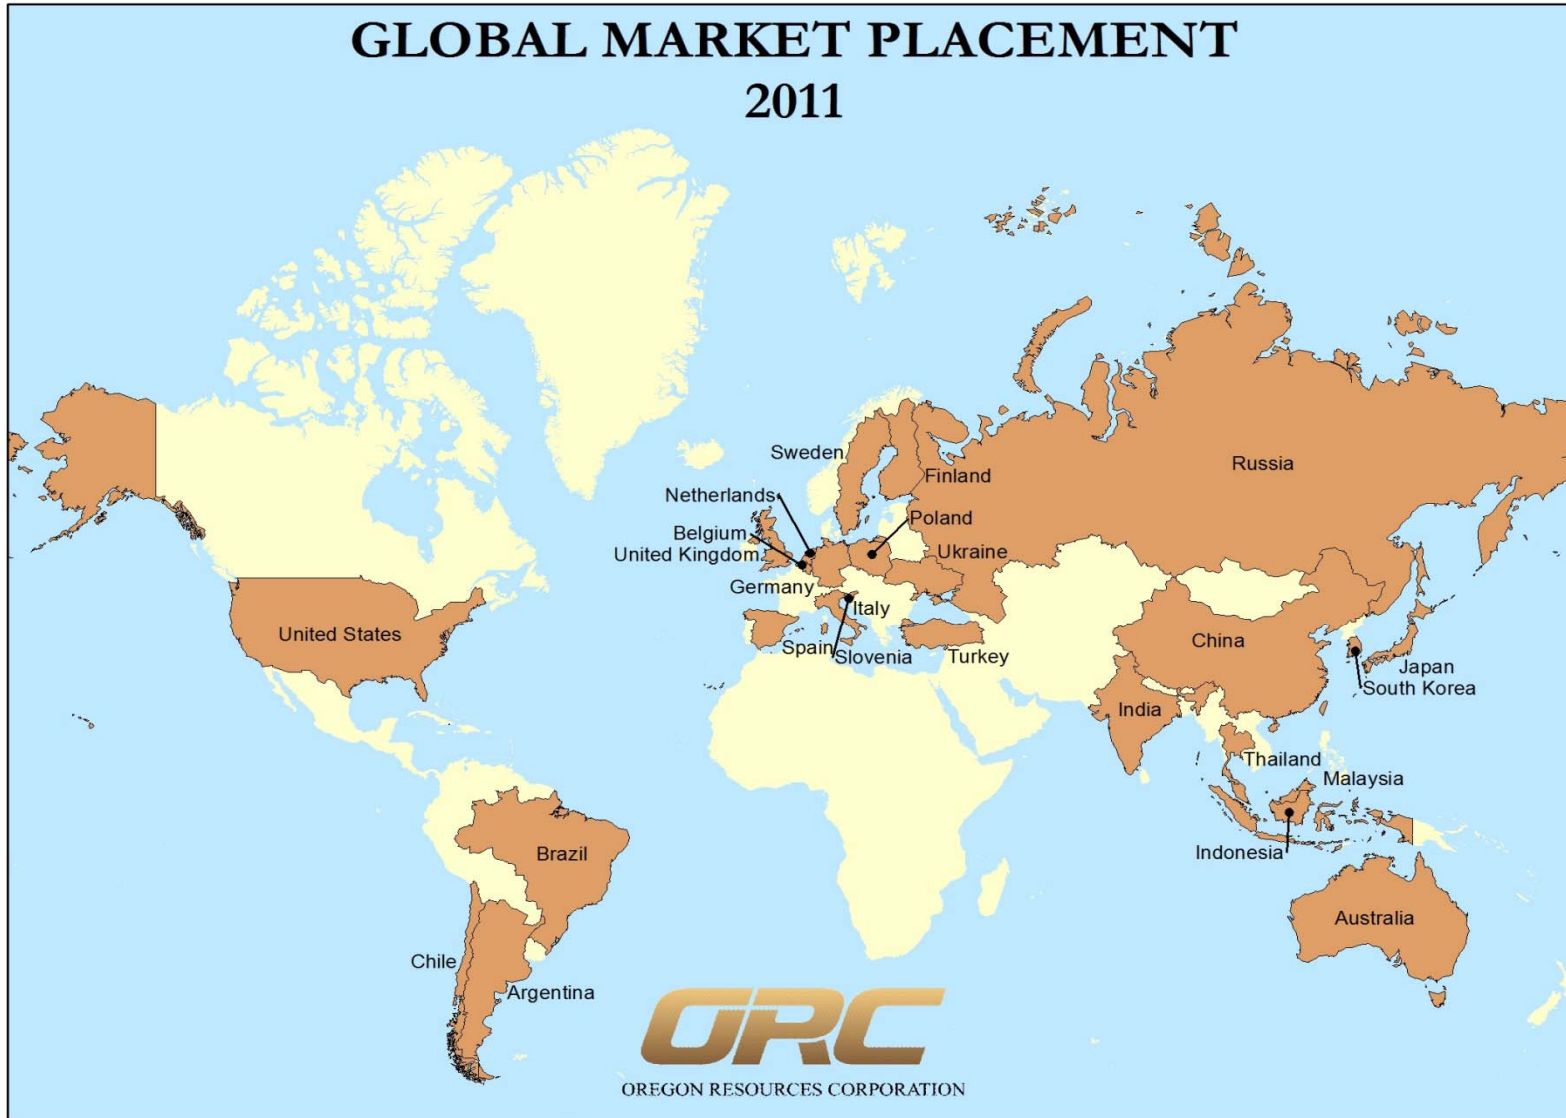 GLOBAL MARKET PLACEMENT
2011
Sweden
Finland
Russia
Netherlands
Poland
Belgium
United Kingdom
Ukraine
Germany
Italy
United States
Spain
Slovenia
Turkey
China
Japan
South Korea
India
Thailand
Malaysia
Indonesia
Brazil
Australia
Chile
Argentina
ORC
OREGON RESOURCES CORPORATION